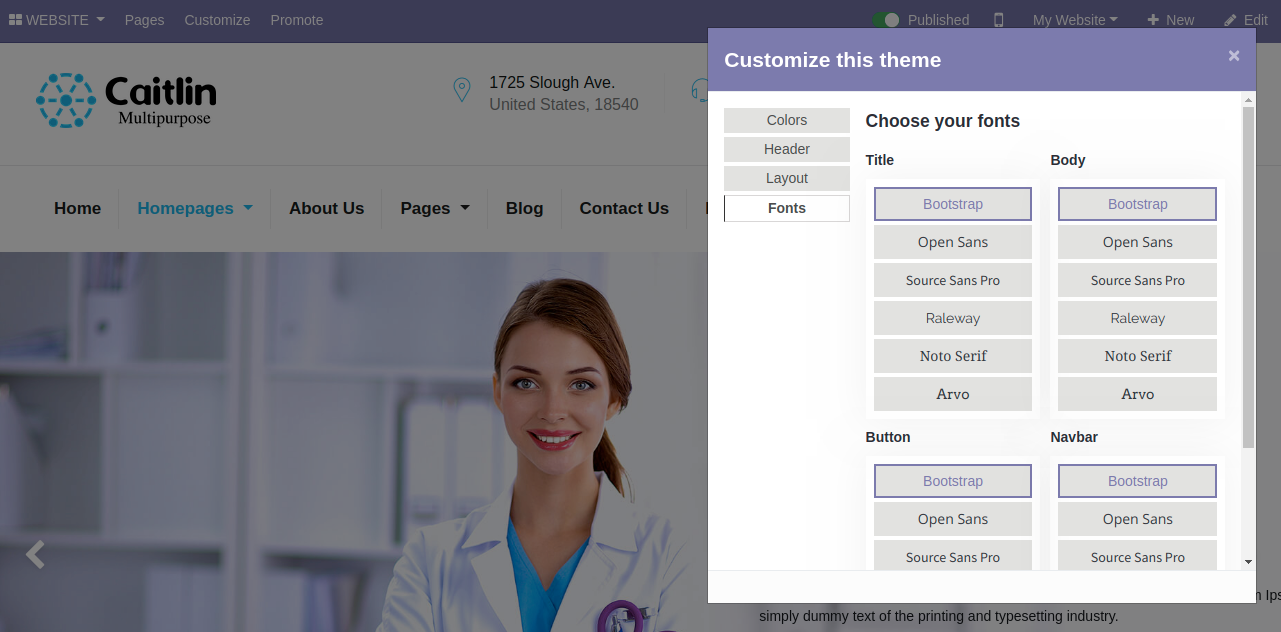 WEBSITE Pages Customize Promote Published My Website New Edit
Customize this theme ×
Caitlin
Multipurpose
1725 Slough Ave.
United States, 18540
Home Homepages About Us Pages Blog Contact Us
Colors
Header
Layout
Fonts
Choose your fonts
Title Body
Bootstrap Bootstrap
Open Sans Open Sans
Source Sans Pro Source Sans Pro
Raleway Raleway
Noto Serif Noto Serif
Arvo Arvo
Button Navbar
Bootstrap Bootstrap
Open Sans Open Sans
Source Sans Pro Source Sans Pro
simply dummy text of the printing and typesetting industry.